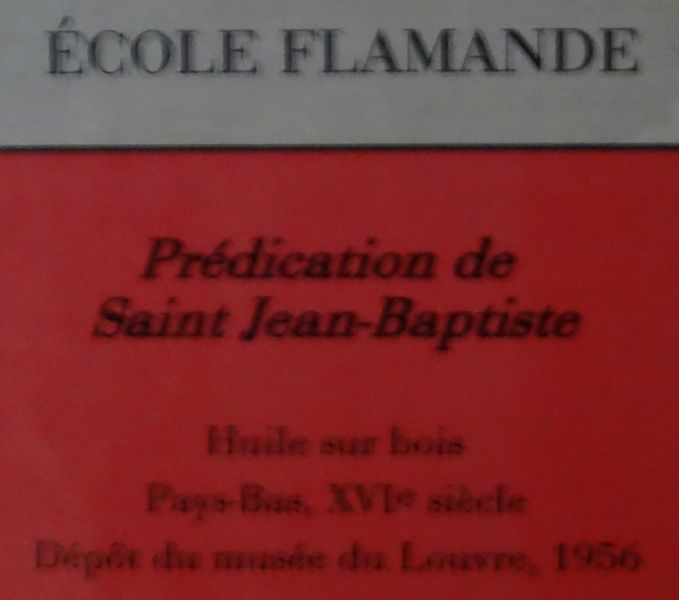 ÉCOLE FLAMANDE
Prédication de
Saint Jean-Baptiste
Huile sur bois
Pays-Bas, XVIe siècle
Dépôt du musée du Louvre, 1956